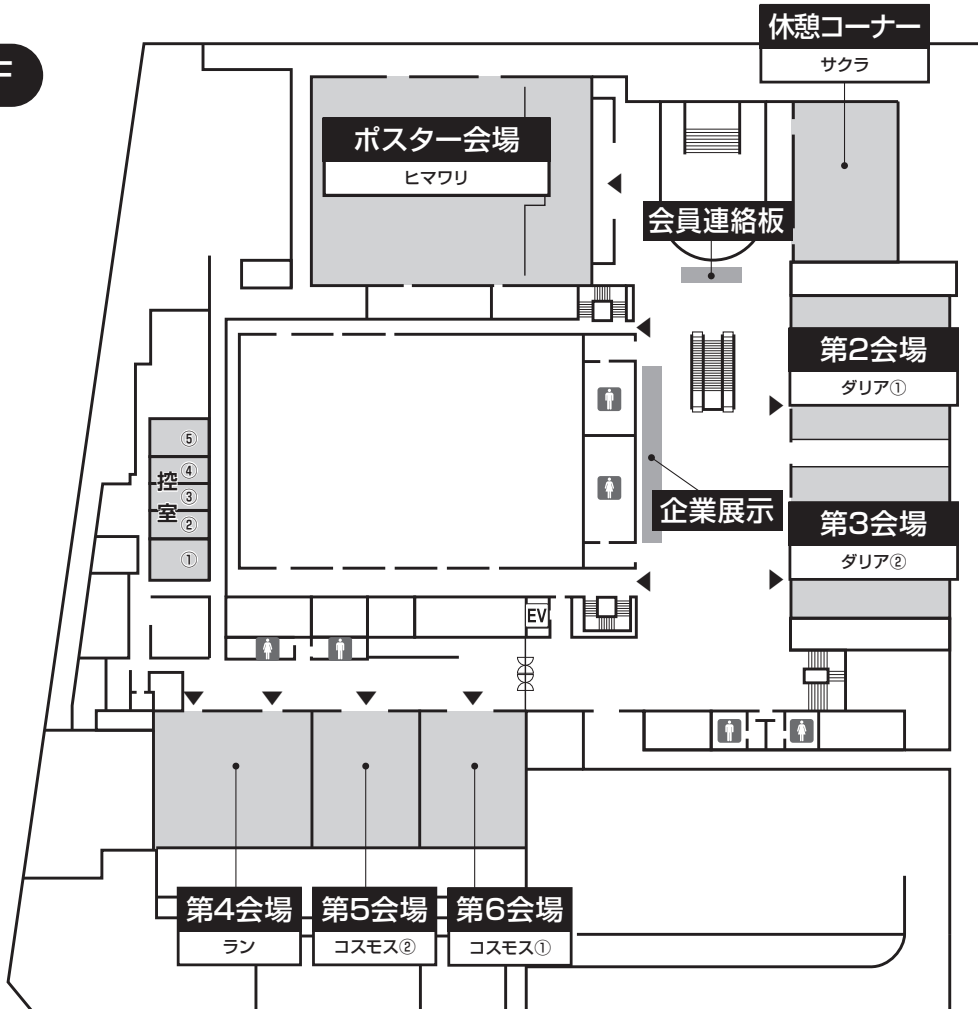 F
休憩コーナー
サクラ
ポスター会場
ヒマワリ
会員連絡板
第2会場
ダリア①
⑤
④
③
②
①
控室
企業展示
第3会場
ダリア②
EV
第4会場
ラン
第5会場
コスモス②
第6会場
コスモス①